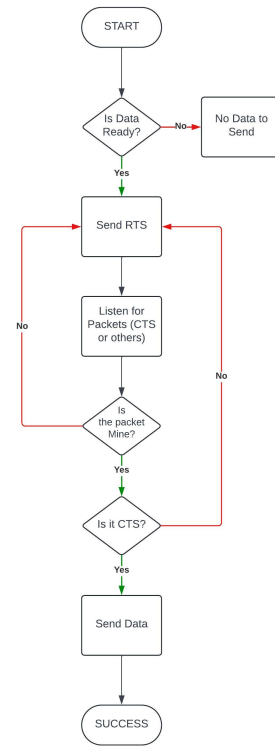 START
Is Data
Ready?
No
No Data to
Send
Yes
Send RTS
Listen for
Packets (CTS
or others)
No
No
Is
the packet
Mine?
Yes
Is it CTS?
Yes
Send Data
SUCCESS